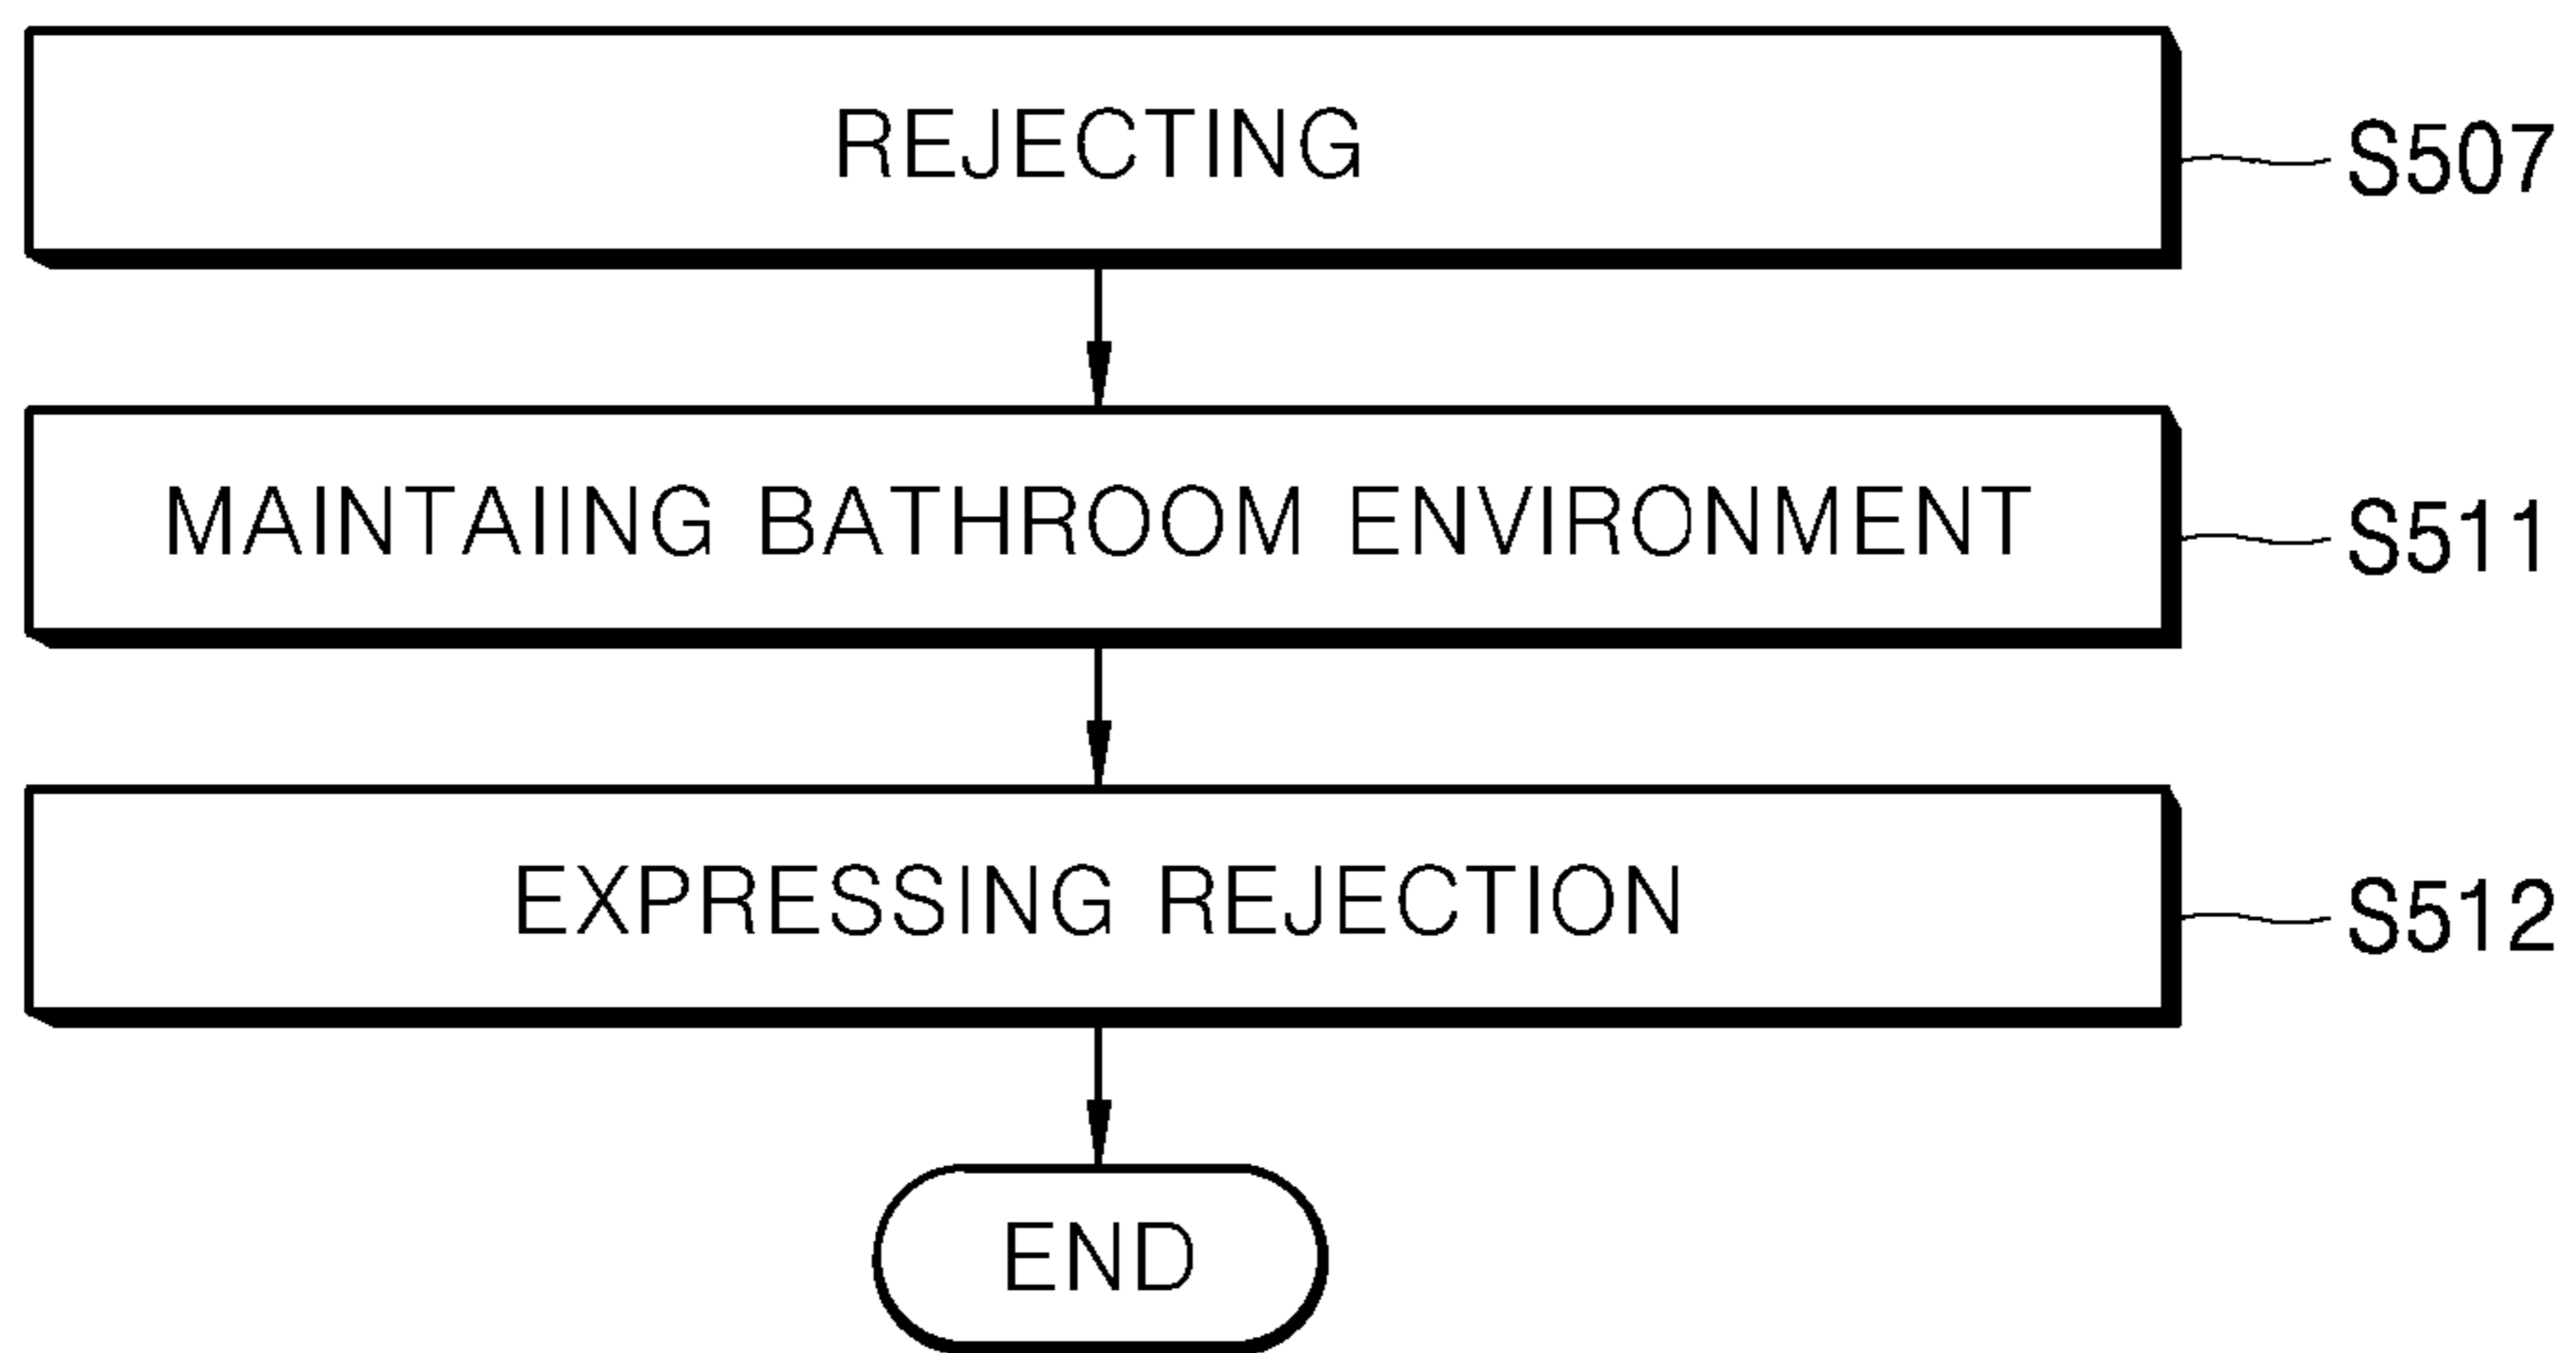 REJECTING
S507
MAINTAIING BATHROOM ENVIRONMENT
S511
EXPRESSING REJECTION
S512
END